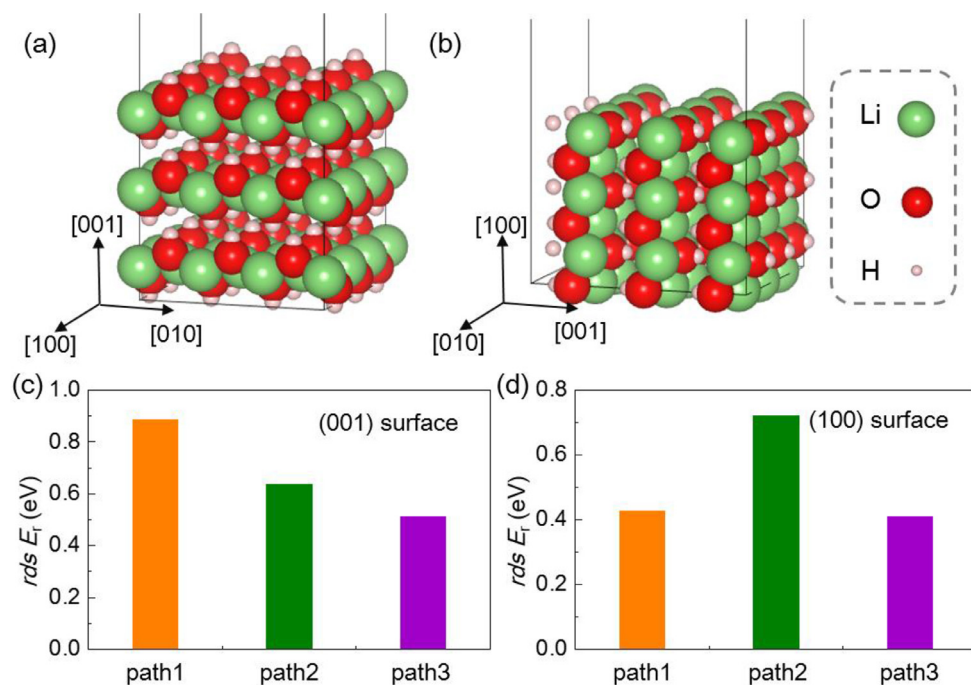 (a)
[001]
[100]
[010]
(b)
[100]
[010]
[001]
Li
O
H
(c)
1.0
0.8
0.6
0.4
0.2
0.0
rds Er (eV)
(001) surface
path1
path2
path3
(d)
0.8
0.6
0.4
0.2
0.0
rds Er (eV)
(100) surface
path1
path2
path3